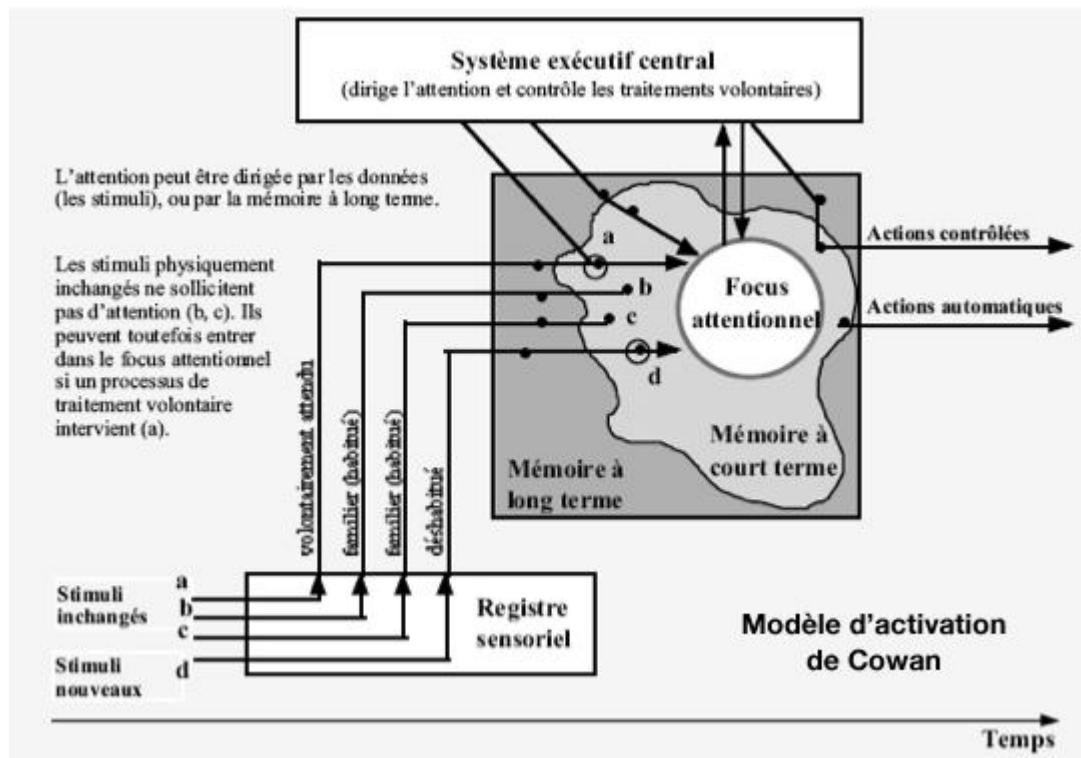 Système exécutif central
(dirige l'attention et contrôle les traitements volontaires)
L'attention peut être dirigée par les données
(les stimuli), ou par la mémoire à long terme.
Les stimuli physiquement
inchangés ne sollicitent
pas d'attention (b, c). Ils
peuvent toutefois entrer
dans le focus attentionnel
si un processus de
traitement volontaire
intervient (a).
a
b
c
d
Focus
attentionnel
Actions contrôlées
Actions automatiques
Mémoire à
court terme
Mémoire à
long terme
volontairement attendu
familier (habitué)
familier (habitué)
déshabitué
Stimuli
inchangés
a
b
c
Stimuli
nouveaux
d
Registre
sensoriel
Modèle d'activation
de Cowan
Temps